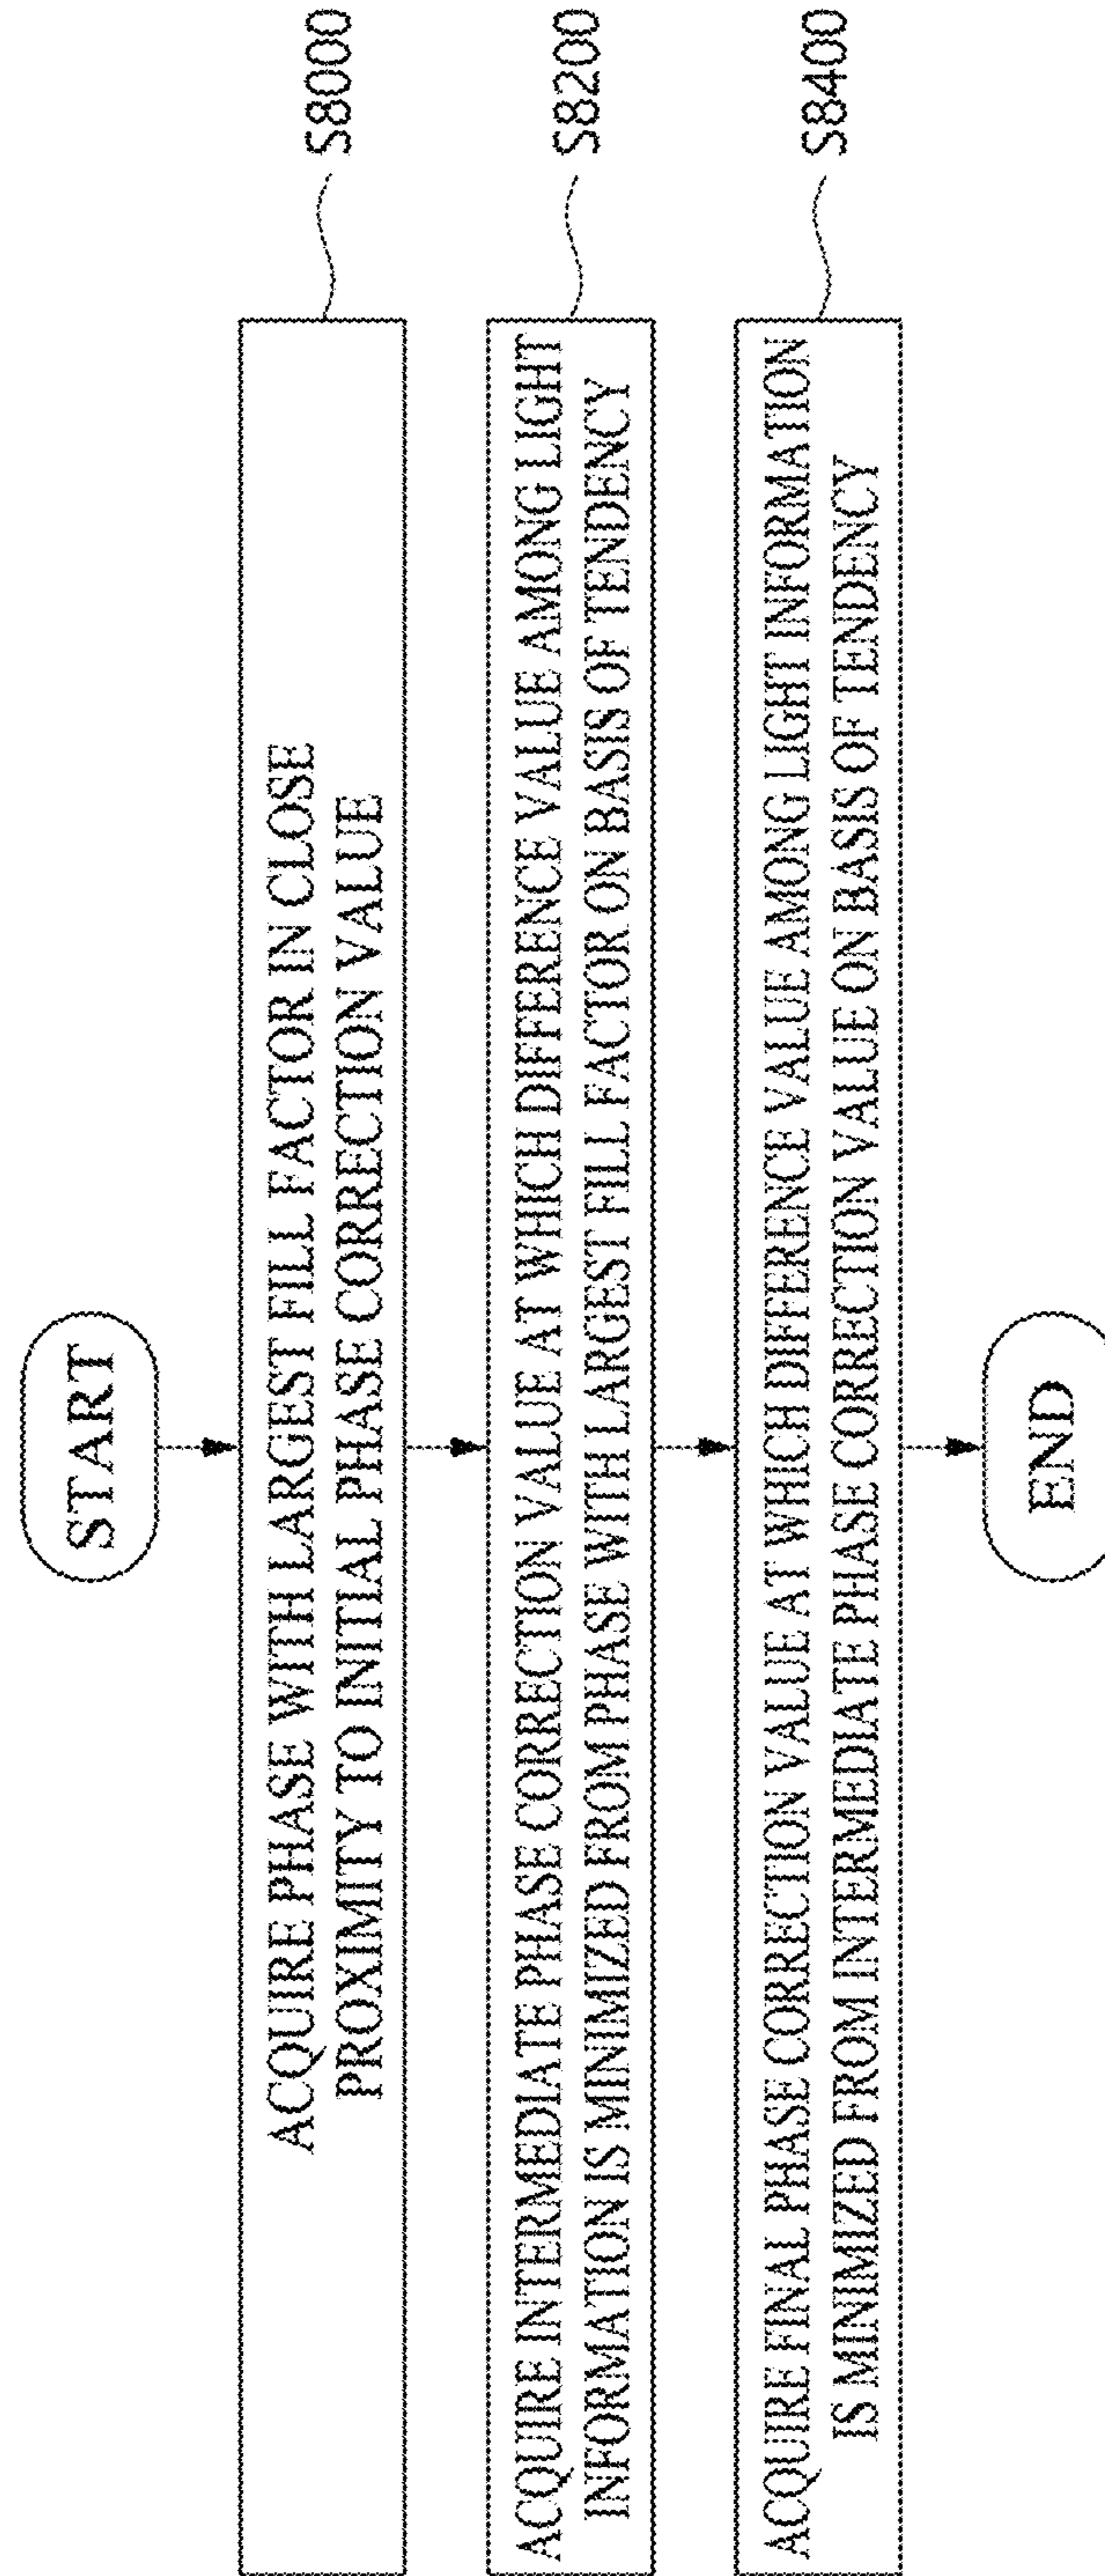 START
ACQUIRE PHASE WITH LARGEST FILL FACTOR IN CLOSE
PROXIMITY TO INITIAL PHASE CORRECTION VALUE
S8000
ACQUIRE INTERMEDIATE PHASE CORRECTION VALUE AT WHICH DIFFERENCE VALUE AMONG LIGHT
INFORMATION IS MINIMIZED FROM PHASE WITH LARGEST FILL FACTOR ON BASIS OF TENDENCY
S8200
ACQUIRE FINAL PHASE CORRECTION VALUE AT WHICH DIFFERENCE VALUE AMONG LIGHT INFORMATION
IS MINIMIZED FROM INTERMEDIATE PHASE CORRECTION VALUE ON BASIS OF TENDENCY
S8400
END